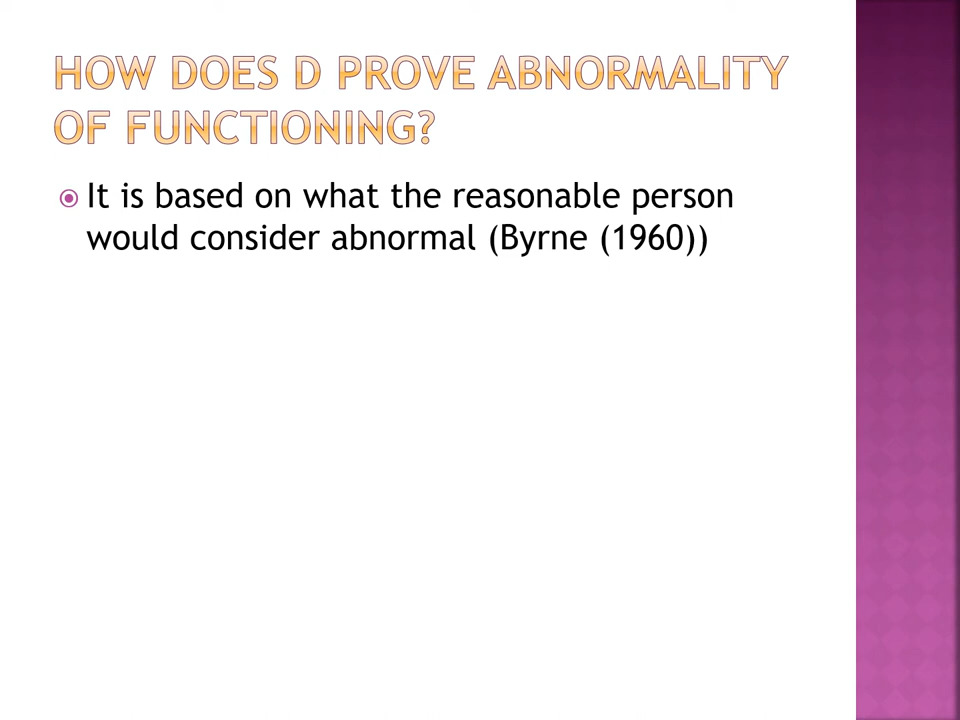 HOW DOES D PROVE ABNORMALITY
OF FUNCTIONING?
It is based on what the reasonable person
would consider abnormal (Byrne (1960))